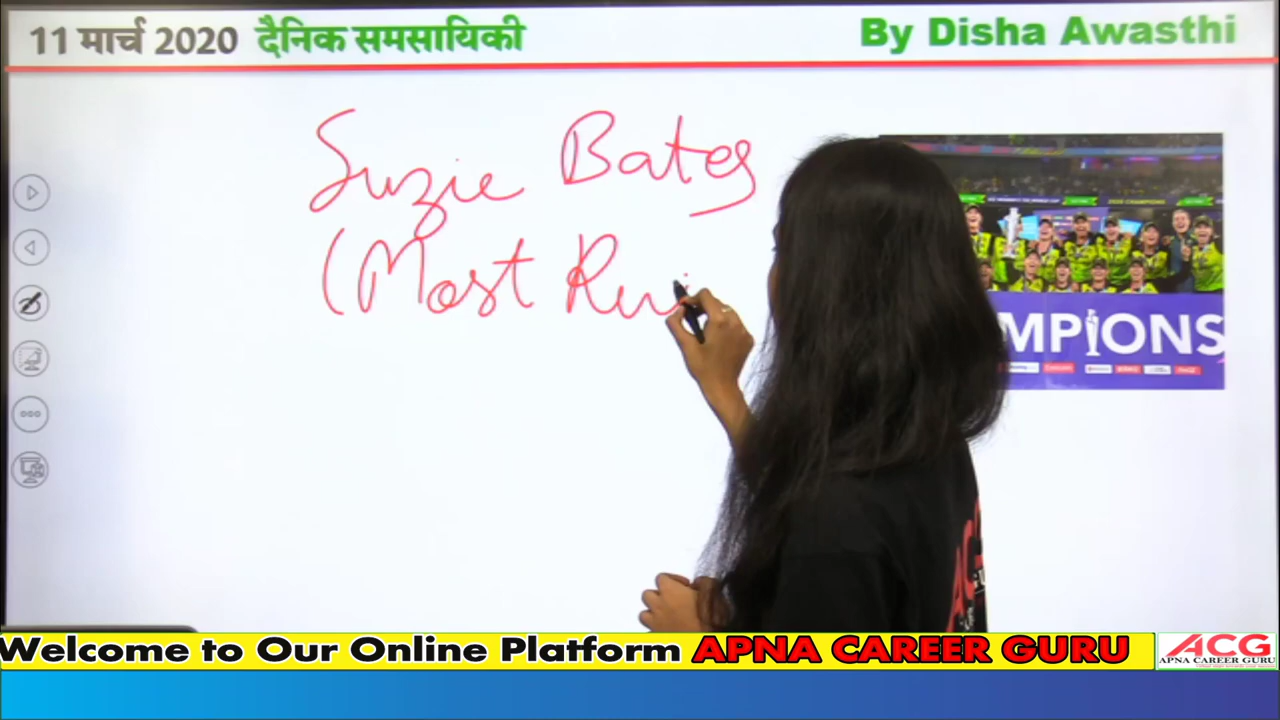 11 मार्च 2020 दैनिक समसायिकी
By Disha Awasthi
Suzie Bates
(Most Run
MPIONS
Welcome to Our Online Platform APNA CAREER GURU
ACG
APNA CAREER GURU